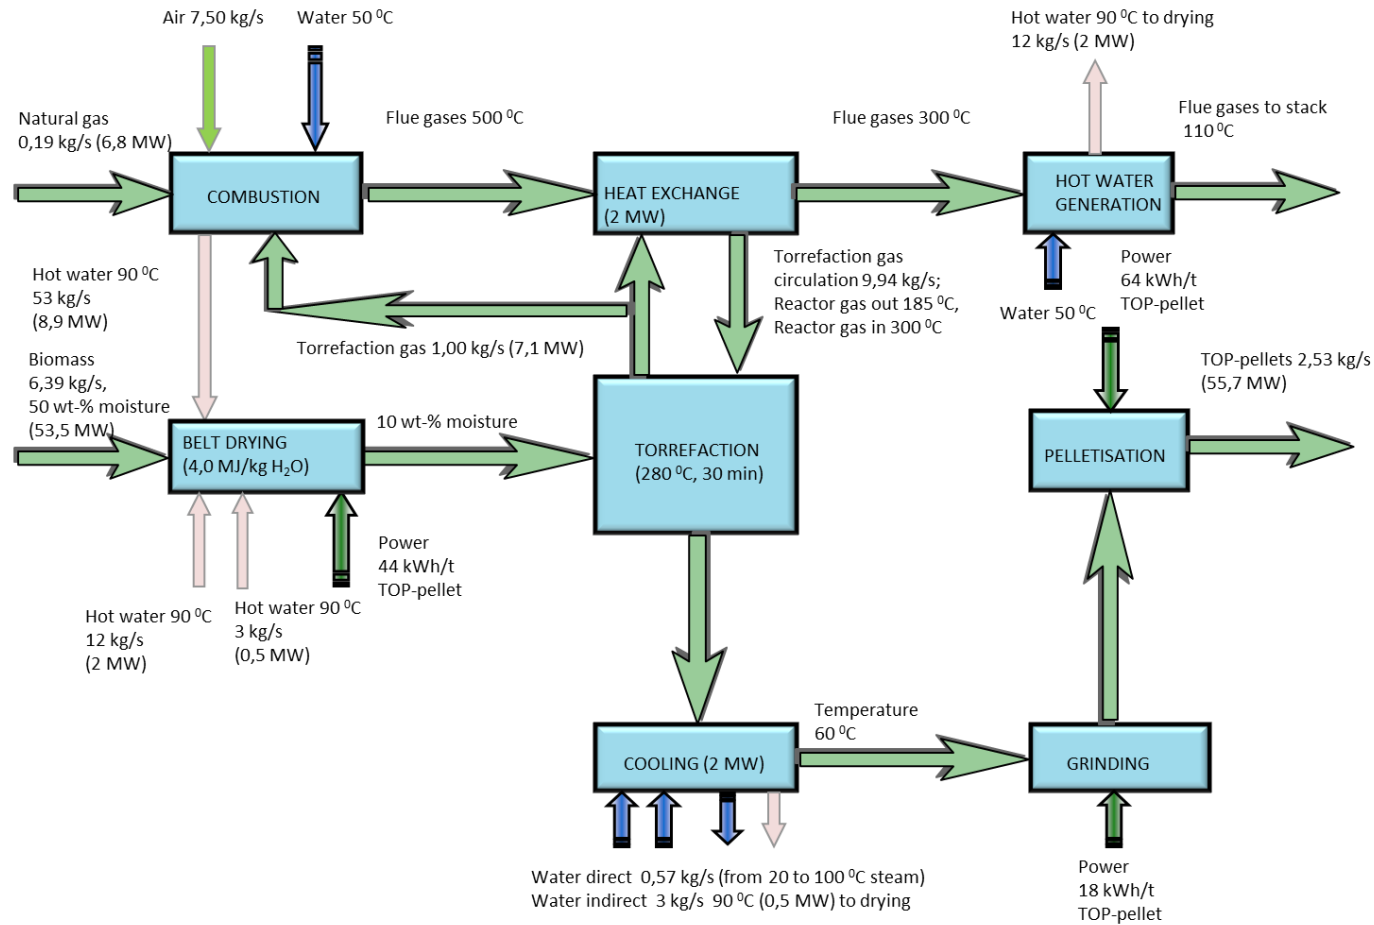 Air 7,50 kg/s
Water 50 ⁰C
Hot water 90 ⁰C to drying
12 kg/s (2 MW)
Natural gas
0,19 kg/s (6,8 MW)
Flue gases 500 ⁰C
Flue gases 300 ⁰C
Flue gases to stack
110 ⁰C
COMBUSTION
HEAT EXCHANGE
(2 MW)
HOT WATER
GENERATION
Hot water 90 ⁰C
53 kg/s
(8,9 MW)
Torrefaction gas
circulation 9,94 kg/s;
Reactor gas out 185 ⁰C,
Reactor gas in 300 ⁰C
Power
64 kWh/t
TOP-pellet
Water 50 ⁰C
Torrefaction gas 1,00 kg/s (7,1 MW)
Biomass
6,39 kg/s,
50 wt-% moisture
(53,5 MW)
TOP-pellets 2,53 kg/s
(55,7 MW)
10 wt-% moisture
BELT DRYING
(4,0 MJ/kg H₂O)
TORREFACTION
(280 ⁰C, 30 min)
PELLETISATION
Power
44 kWh/t
TOP-pellet
Hot water 90 ⁰C
12 kg/s
(2 MW)
Hot water 90 ⁰C
3 kg/s
(0,5 MW)
Temperature
60 ⁰C
COOLING (2 MW)
GRINDING
Water direct 0,57 kg/s (from 20 to 100 ⁰C steam)
Water indirect 3 kg/s 90 ⁰C (0,5 MW) to drying
Power
18 kWh/t
TOP-pellet